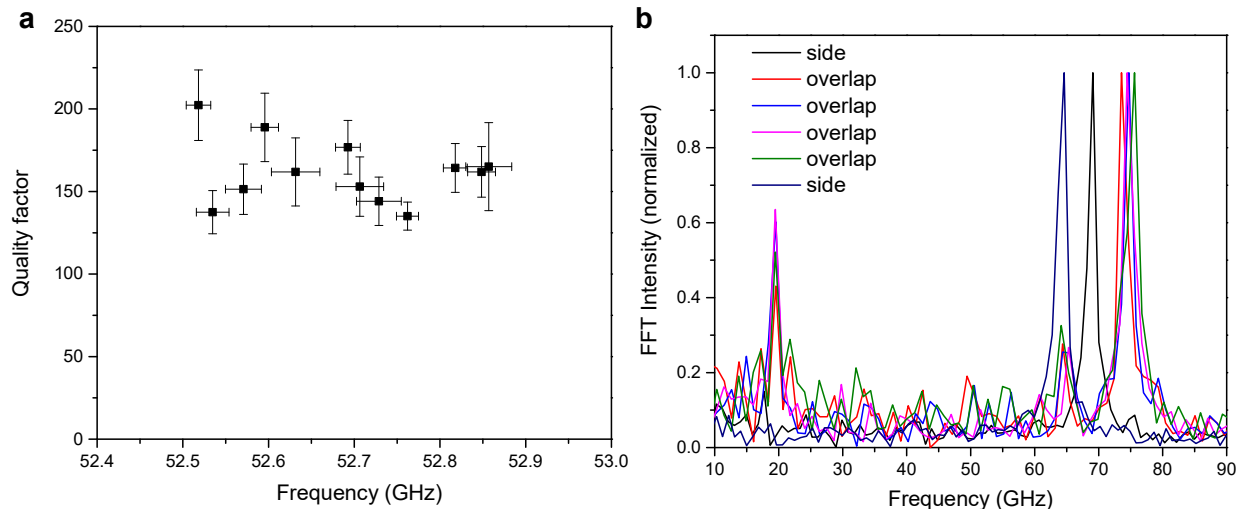 a
250
200
150
100
50
0
Quality factor
52.4 52.5 52.6 52.7 52.8 52.9 53.0
Frequency (GHz)
b
side
overlap
overlap
overlap
overlap
side
1.0
0.8
0.6
0.4
0.2
0.0
FFT Intensity (normalized)
10 20 30 40 50 60 70 80 90
Frequency (GHz)